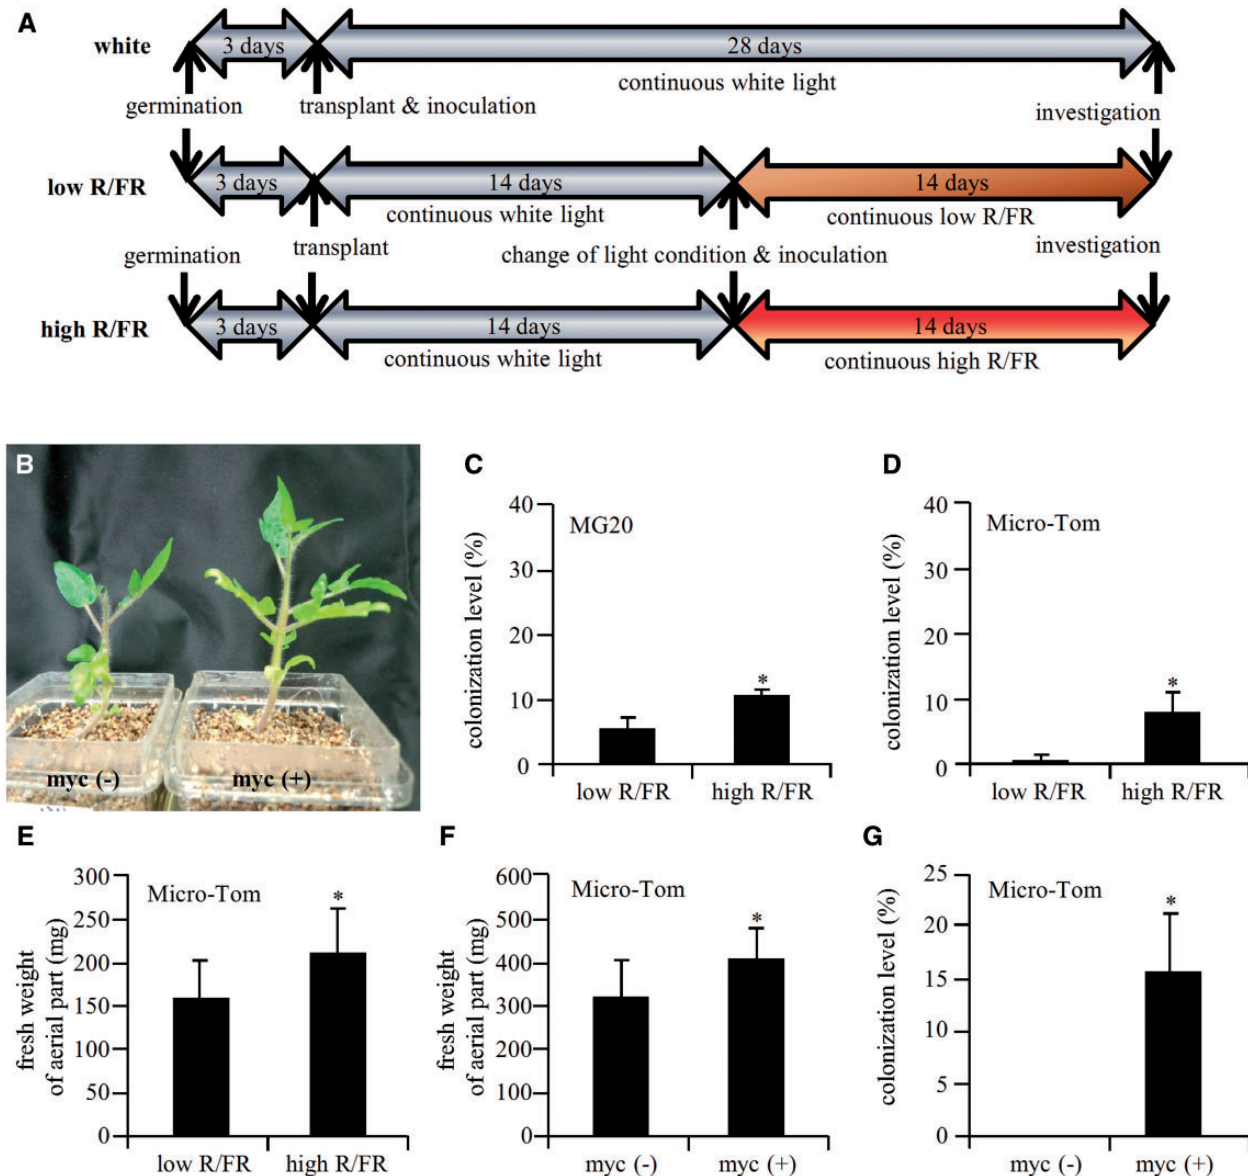 A
white
3 days
28 days
continuous white light
germination
transplant & inoculation
investigation
low R/FR
3 days
14 days
14 days
continuous white light
continuous low R/FR
germination
transplant
change of light condition & inoculation
investigation
high R/FR
3 days
14 days
14 days
continuous white light
continuous high R/FR
B
myc (-)
myc (+)
C
MG20
colonization level (%)
40
30
20
10
0
*
low R/FR
high R/FR
D
Micro-Tom
colonization level (%)
40
30
20
10
0
*
low R/FR
high R/FR
E
Micro-Tom
fresh weight
of aerial part (mg)
300
250
200
150
100
50
0
*
low R/FR
high R/FR
F
Micro-Tom
fresh weight
of aerial part (mg)
600
500
400
300
400
100
0
*
myc (-)
myc (+)
G
Micro-Tom
colonization level (%)
25
20
15
10
5
0
*
myc (-)
myc (+)